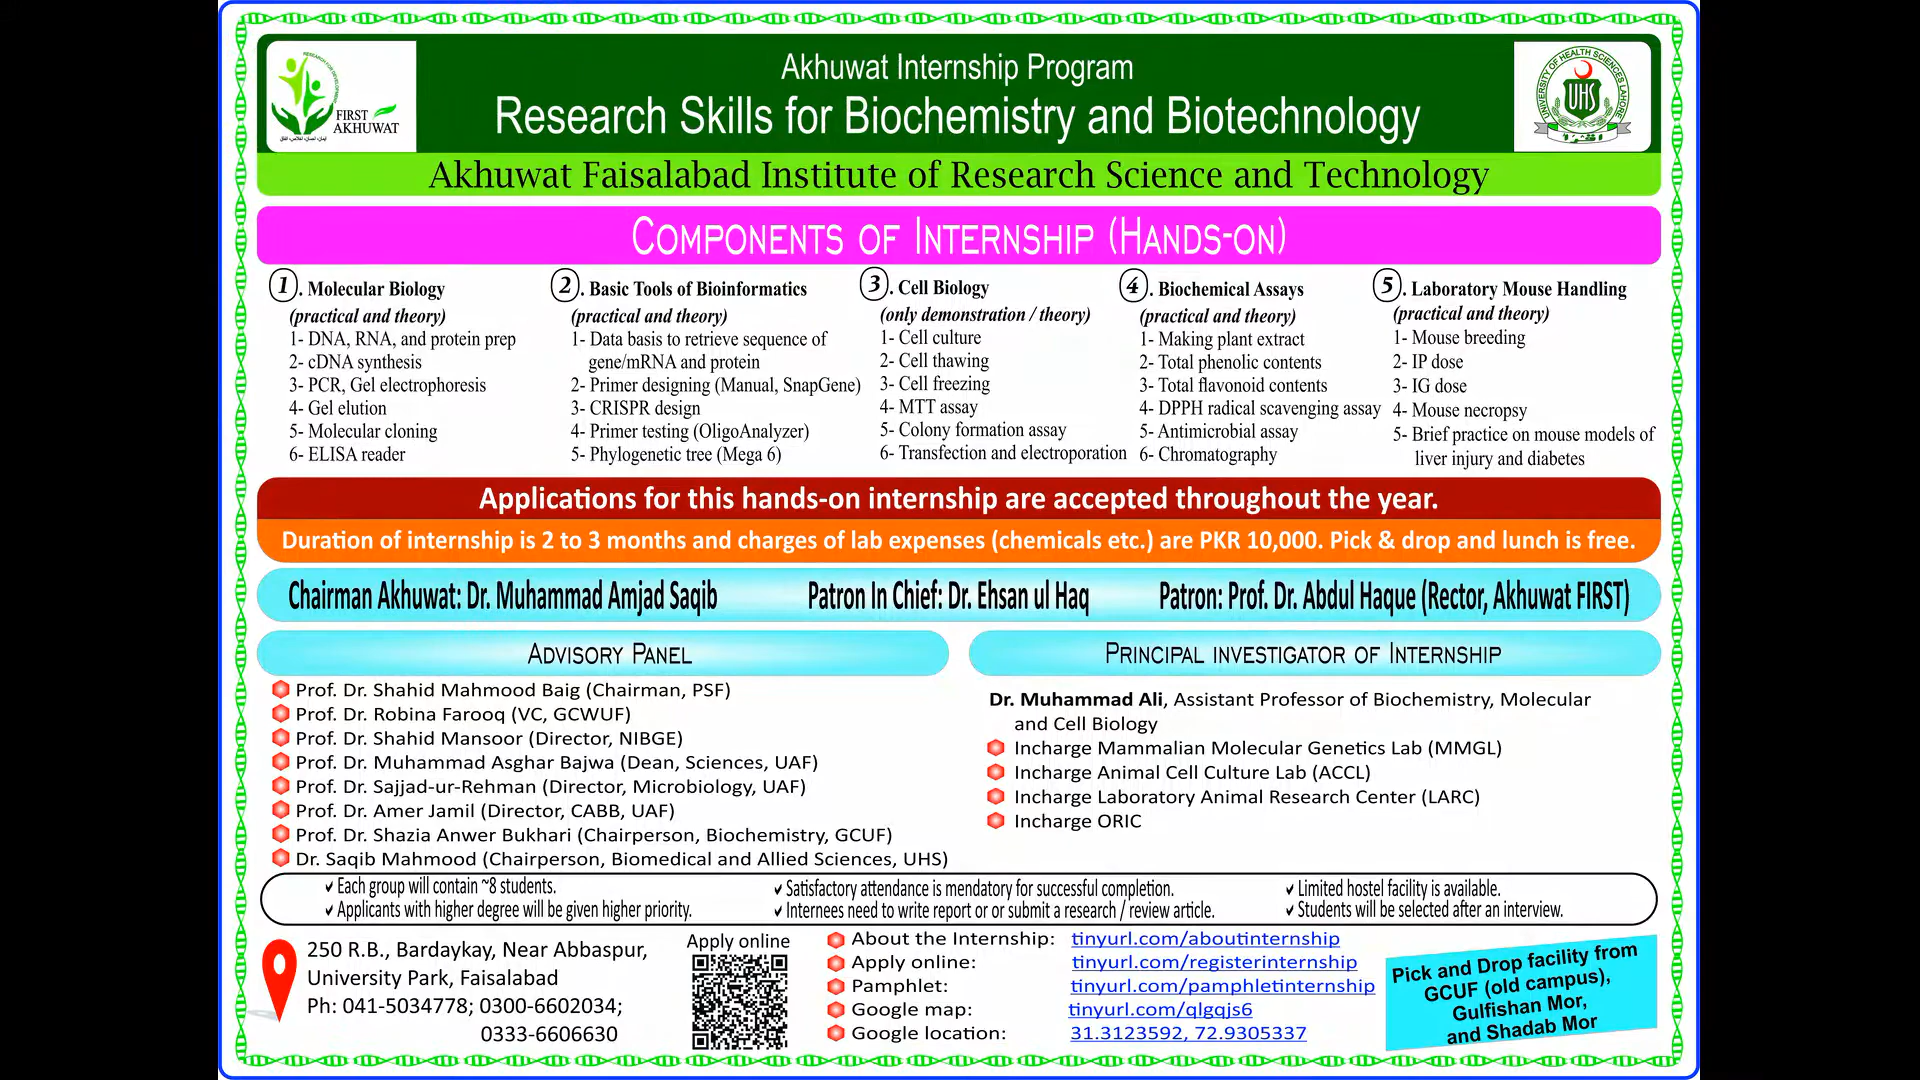 RESEARCH FOR DEVELOPMENT
FIRST
AKHUWAT
Akhuwat Internship Program
Research Skills for Biochemistry and Biotechnology
UNIVERSITY OF HEALTH SCIENCES LAHORE
UHS
Akhuwat Faisalabad Institute of Research Science and Technology
COMPONENTS OF INTERNSHIP (HANDS-ON)
1. Molecular Biology
(practical and theory)
1- DNA, RNA, and protein prep
2- cDNA synthesis
3- PCR, Gel electrophoresis
4- Gel elution
5- Molecular cloning
6- ELISA reader
2. Basic Tools of Bioinformatics
(practical and theory)
1- Data basis to retrieve sequence of
gene/mRNA and protein
2- Primer designing (Manual, SnapGene)
3- CRISPR design
4- Primer testing (OligoAnalyzer)
5- Phylogenetic tree (Mega 6)
3. Cell Biology
(only demonstration / theory)
1- Cell culture
2- Cell thawing
3- Cell freezing
4- MTT assay
5- Colony formation assay
6- Transfection and electroporation
4. Biochemical Assays
(practical and theory)
1- Making plant extract
2- Total phenolic contents
3- Total flavonoid contents
4- DPPH radical scavenging assay
5- Antimicrobial assay
6- Chromatography
5. Laboratory Mouse Handling
(practical and theory)
1- Mouse breeding
2- IP dose
3- IG dose
4- Mouse necropsy
5- Brief practice on mouse models of
liver injury and diabetes
Applications for this hands-on internship are accepted throughout the year.
Duration of internship is 2 to 3 months and charges of lab expenses (chemicals etc.) are PKR 10,000. Pick & drop and lunch is free.
Chairman Akhuwat: Dr. Muhammad Amjad Saqib Patron In Chief: Dr. Ehsan ul Haq Patron: Prof. Dr. Abdul Haque (Rector, Akhuwat FIRST)
ADVISORY PANEL
Prof. Dr. Shahid Mahmood Baig (Chairman, PSF)
Prof. Dr. Robina Farooq (VC, GCWUF)
Prof. Dr. Shahid Mansoor (Director, NIBGE)
Prof. Dr. Muhammad Asghar Bajwa (Dean, Sciences, UAF)
Prof. Dr. Sajjad-ur-Rehman (Director, Microbiology, UAF)
Prof. Dr. Amer Jamil (Director, CABB, UAF)
Prof. Dr. Shazia Anwer Bukhari (Chairperson, Biochemistry, GCUF)
Dr. Saqib Mahmood (Chairperson, Biomedical and Allied Sciences, UHS)
PRINCIPAL INVESTIGATOR OF INTERNSHIP
Dr. Muhammad Ali, Assistant Professor of Biochemistry, Molecular
and Cell Biology
Incharge Mammalian Molecular Genetics Lab (MMGL)
Incharge Animal Cell Culture Lab (ACCL)
Incharge Laboratory Animal Research Center (LARC)
Incharge ORIC
✓ Each group will contain ~8 students.
✓ Applicants with higher degree will be given higher priority.
✓ Satisfactory attendance is mendatory for successful completion.
✓ Internees need to write report or or submit a research / review article.
✓ Limited hostel facility is available.
✓ Students will be selected after an interview.
250 R.B., Bardaykay, Near Abbaspur,
University Park, Faisalabad
Ph: 041-5034778; 0300-6602034;
0333-6606630
Apply online
About the Internship: tinyurl.com/aboutinternship
Apply online: tinyurl.com/registerinternship
Pamphlet: tinyurl.com/pamphletinternship
Google map: tinyurl.com/qlgqjs6
Google location: 31.3123592, 72.9305337
Pick and Drop facility from
GCUF (old campus),
Gulfishan Mor,
and Shadab Mor